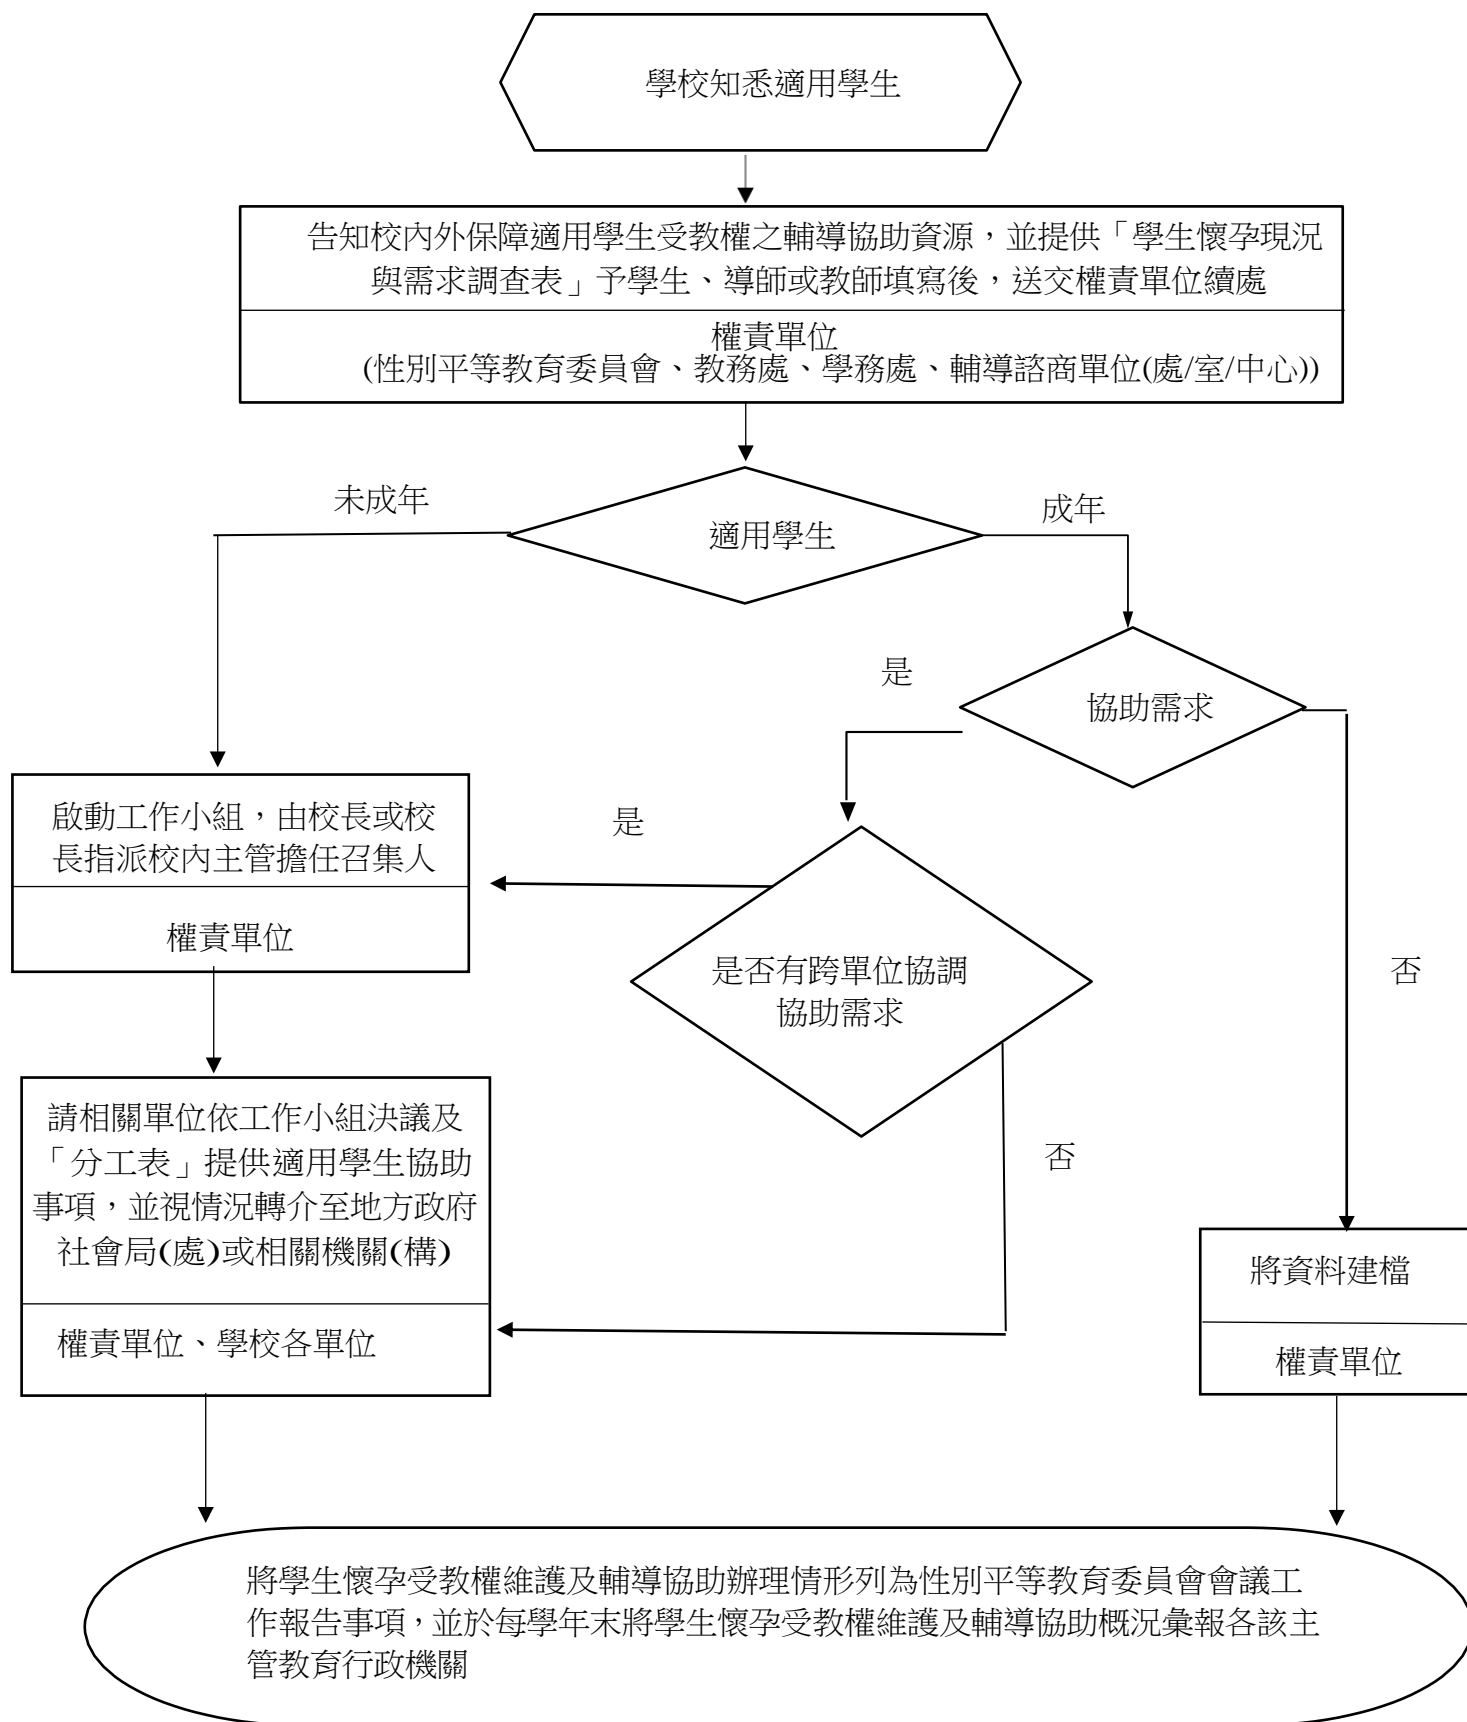 學校知悉適用學生
告知校內外保障適用學生受教權之輔導協助資源，並提供「學生懷孕現況
與需求調查表」予學生、導師或教師填寫後，送交權責單位續處
權責單位
(性別平等教育委員會、教務處、學務處、輔導諮商單位(處/室/中心))
未成年
成年
適用學生
是
協助需求
啟動工作小組，由校長或校
長指派校內主管擔任召集人
權責單位
是
是否有跨單位協調
協助需求
否
請相關單位依工作小組決議及
「分工表」提供適用學生協助
事項，並視情況轉介至地方政府
社會局(處)或相關機關(構)
權責單位、學校各單位
否
將資料建檔
權責單位
將學生懷孕受教權維護及輔導協助辦理情形列為性別平等教育委員會會議工
作報告事項，並於每學年末將學生懷孕受教權維護及輔導協助概況彙報各該主
管教育行政機關